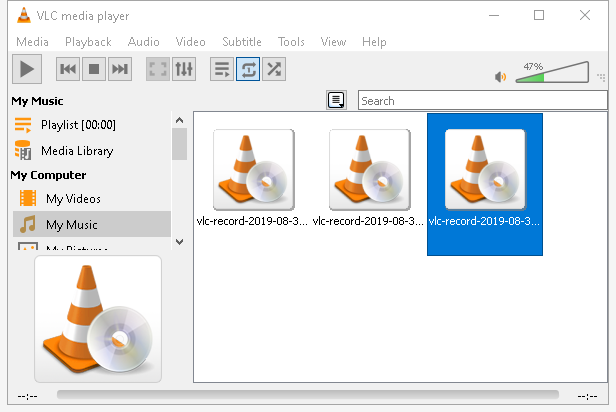 VLC media player
Media Playback Audio Video Subtitle Tools View Help
47%
My Music
Search
Playlist [00:00]
Media Library
My Computer
My Videos
My Music
My Pictures
vlc-record-2019-08-3... vlc-record-2019-08-3... vlc-record-2019-08-3...
--:-- --:--